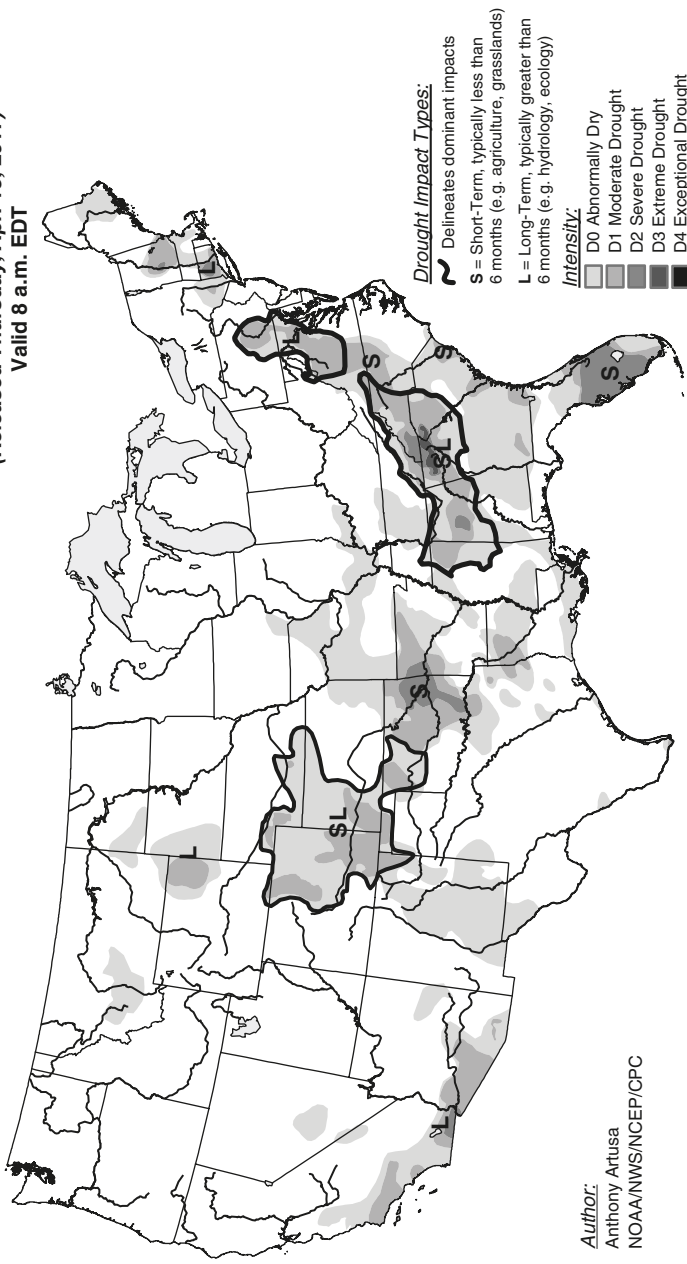 Valid 8 a.m. EDT
L
L
S
S
S
SL
S
SL
L
L
Drought Impact Types:
Delineates dominant impacts
S = Short-Term, typically less than
6 months (e.g. agriculture, grasslands)
L = Long-Term, typically greater than
6 months (e.g. hydrology, ecology)
Intensity:
D0 Abnormally Dry
D1 Moderate Drought
D2 Severe Drought
D3 Extreme Drought
D4 Exceptional Drought
Author:
Anthony Artusa
NOAA/NWS/NCEP/CPC